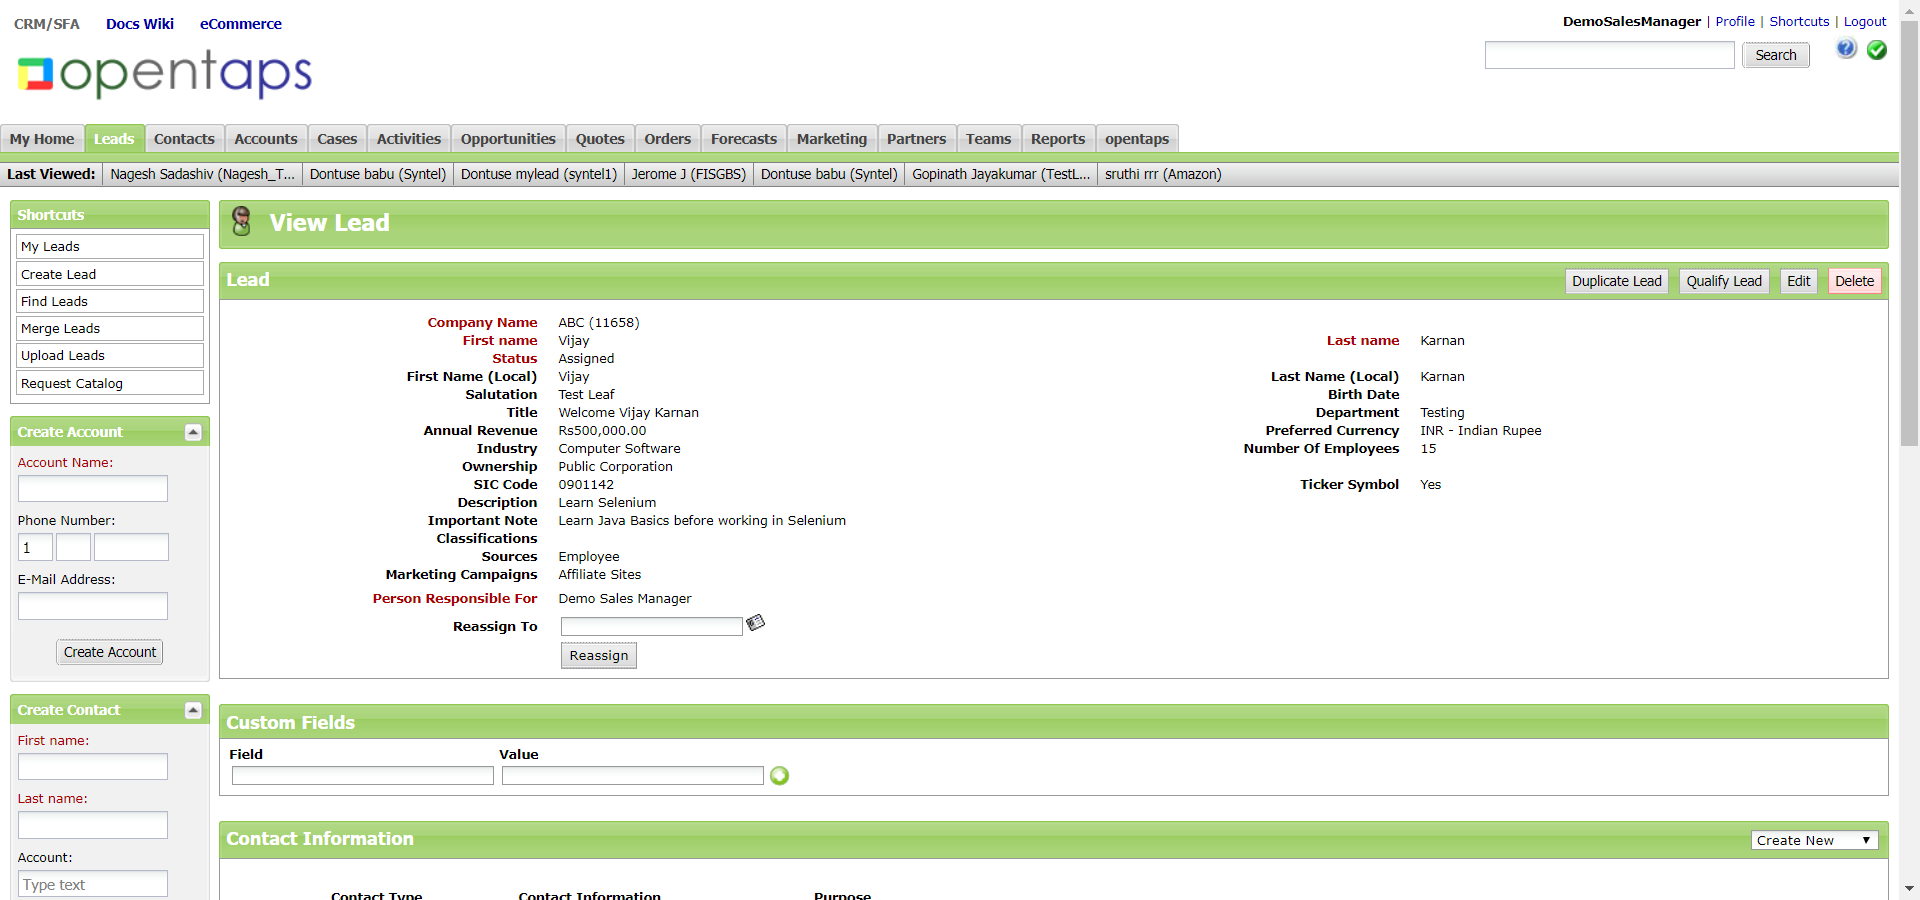 CRM/SFA Docs Wiki eCommerce
DemoSalesManager | Profile | Shortcuts | Logout
opentaps
Search
My Home Leads Contacts Accounts Cases Activities Opportunities Quotes Orders Forecasts Marketing Partners Teams Reports opentaps
Last Viewed: Nagesh Sadashiv (Nagesh_T... Dontuse babu (Syntel) Dontuse mylead (syntel1) Jerome J (FISGBS) Dontuse babu (Syntel) Gopinath Jayakumar (TestL... sruthi rrr (Amazon)
Shortcuts
My Leads
Create Lead
Find Leads
Merge Leads
Upload Leads
Request Catalog
Create Account
Account Name:
Phone Number:
1
E-Mail Address:
Create Account
Create Contact
First name:
Last name:
Account:
Type text
View Lead
Lead
Duplicate Lead Qualify Lead Edit Delete
Company Name ABC (11658)
First name Vijay Last name Karnan
Status Assigned
First Name (Local) Vijay Last Name (Local) Karnan
Salutation Test Leaf Birth Date
Title Welcome Vijay Karnan Department Testing
Annual Revenue Rs500,000.00 Preferred Currency INR - Indian Rupee
Industry Computer Software Number Of Employees 15
Ownership Public Corporation
SIC Code 0901142 Ticker Symbol Yes
Description Learn Selenium
Important Note Learn Java Basics before working in Selenium
Classifications
Sources Employee
Marketing Campaigns Affiliate Sites
Person Responsible For Demo Sales Manager
Reassign To
Reassign
Custom Fields
Field Value
Contact Information
Create New
Contact Type Contact Information Purpose